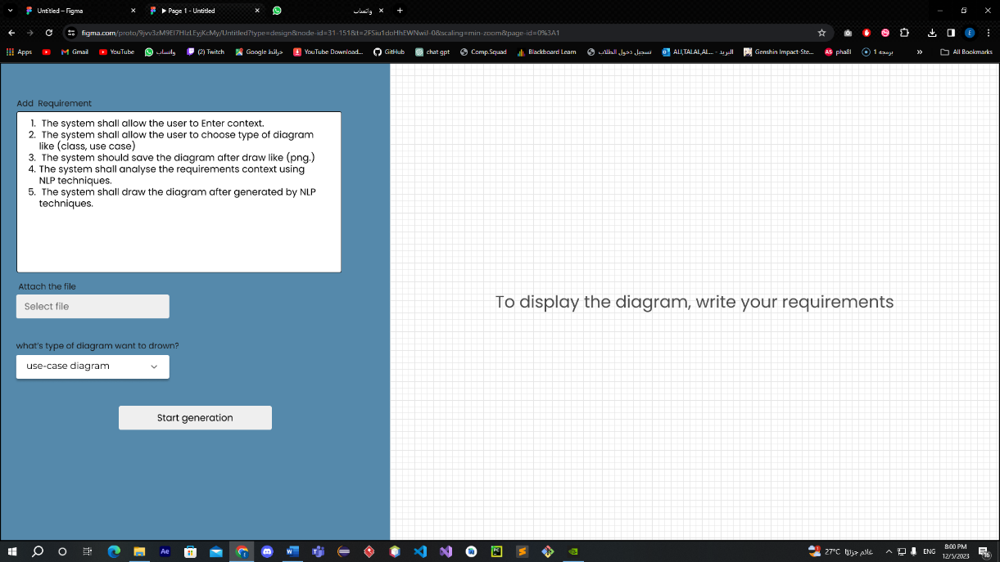 Untitled – Figma
▶ Page 1 - Untitled
واتساب
figma.com/proto/9jvv3zM9El7HlzLEyjKcMy/Untitled?type=design&node-id=31-151&t=2FSiu1doHhEWNwiJ-0&scaling=min-zoom&page-id=0%3A1
Apps
Gmail
YouTube
واتساب
(2) Twitch
خرائط Google
YouTube Download...
GitHub
chat gpt
Comp.Squad
Blackboard Learn
تسجيل دخول الطلاب
البريد - ALI,TALAL,AL...
Genshin Impact-Ste...
pha8l
برمجه 1
»
All Bookmarks
Add Requirement
1. The system shall allow the user to Enter context.
2. The system shall allow the user to choose type of diagram
like (class, use case)
3. The system should save the diagram after draw like (png.)
4. The system shall analyse the requirements context using
NLP techniques.
5. The system shall draw the diagram after generated by NLP
techniques.
Attach the file
Select file
what's type of diagram want to drown?
use-case diagram
Start generation
To display the diagram, write your requirements
27°C غائم جزئيًا
ENG
8:00 PM
12/5/2023